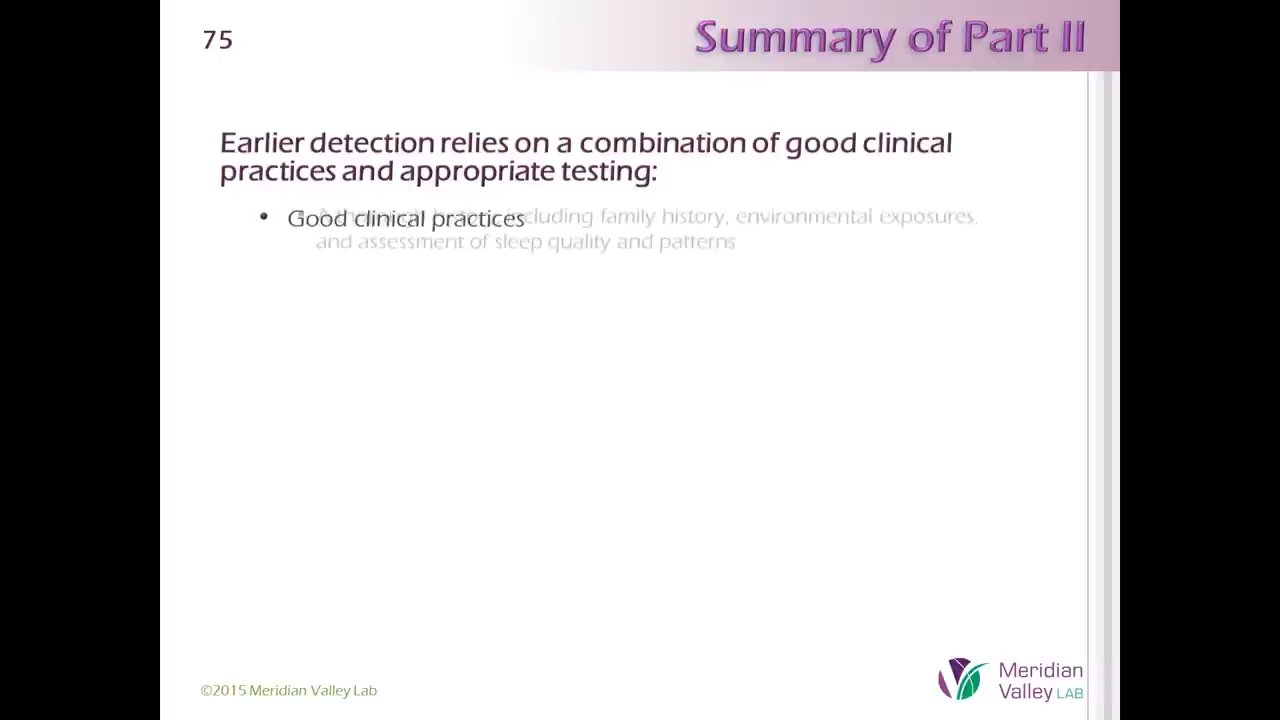 75
Summary of Part II
Earlier detection relies on a combination of good clinical
practices and appropriate testing:
• Good clinical practices
including family history, environmental exposures,
and assessment of sleep quality and patterns
©2015 Meridian Valley Lab
Meridian
Valley LAB